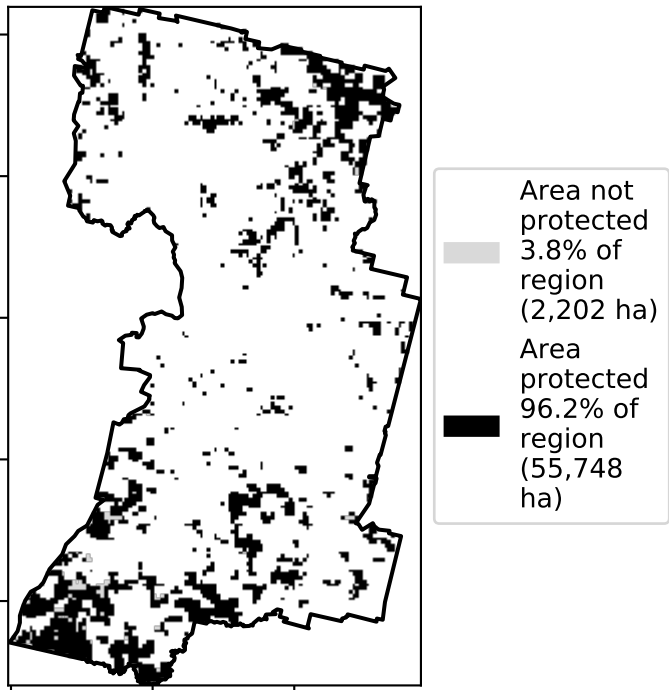 Area not
protected
3.8% of
region
(2,202 ha)
Area
protected
96.2% of
region
(55,748
ha)